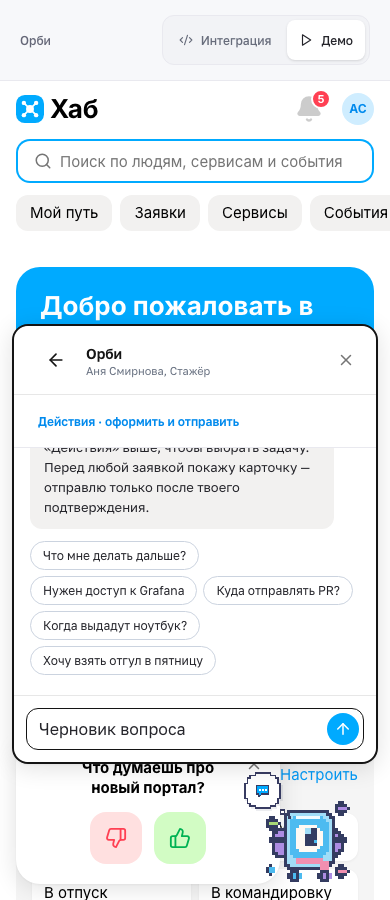 Орби
Интеграция
Демо
Хаб
5
АС
Поиск по людям, сервисам и события
Мой путь
Заявки
Сервисы
События
Добро пожаловать в
Орби
Аня Смирнова, Стажёр
Действия · оформить и отправить
«Действия» выше, чтобы выбрать задачу.
Перед любой заявкой покажу карточку —
отправлю только после твоего
подтверждения.
Что мне делать дальше?
Нужен доступ к Grafana
Куда отправлять PR?
Когда выдадут ноутбук?
Хочу взять отгул в пятницу
Черновик вопроса
Что думаешь про
новый портал?
Настроить
В отпуск
В командировку